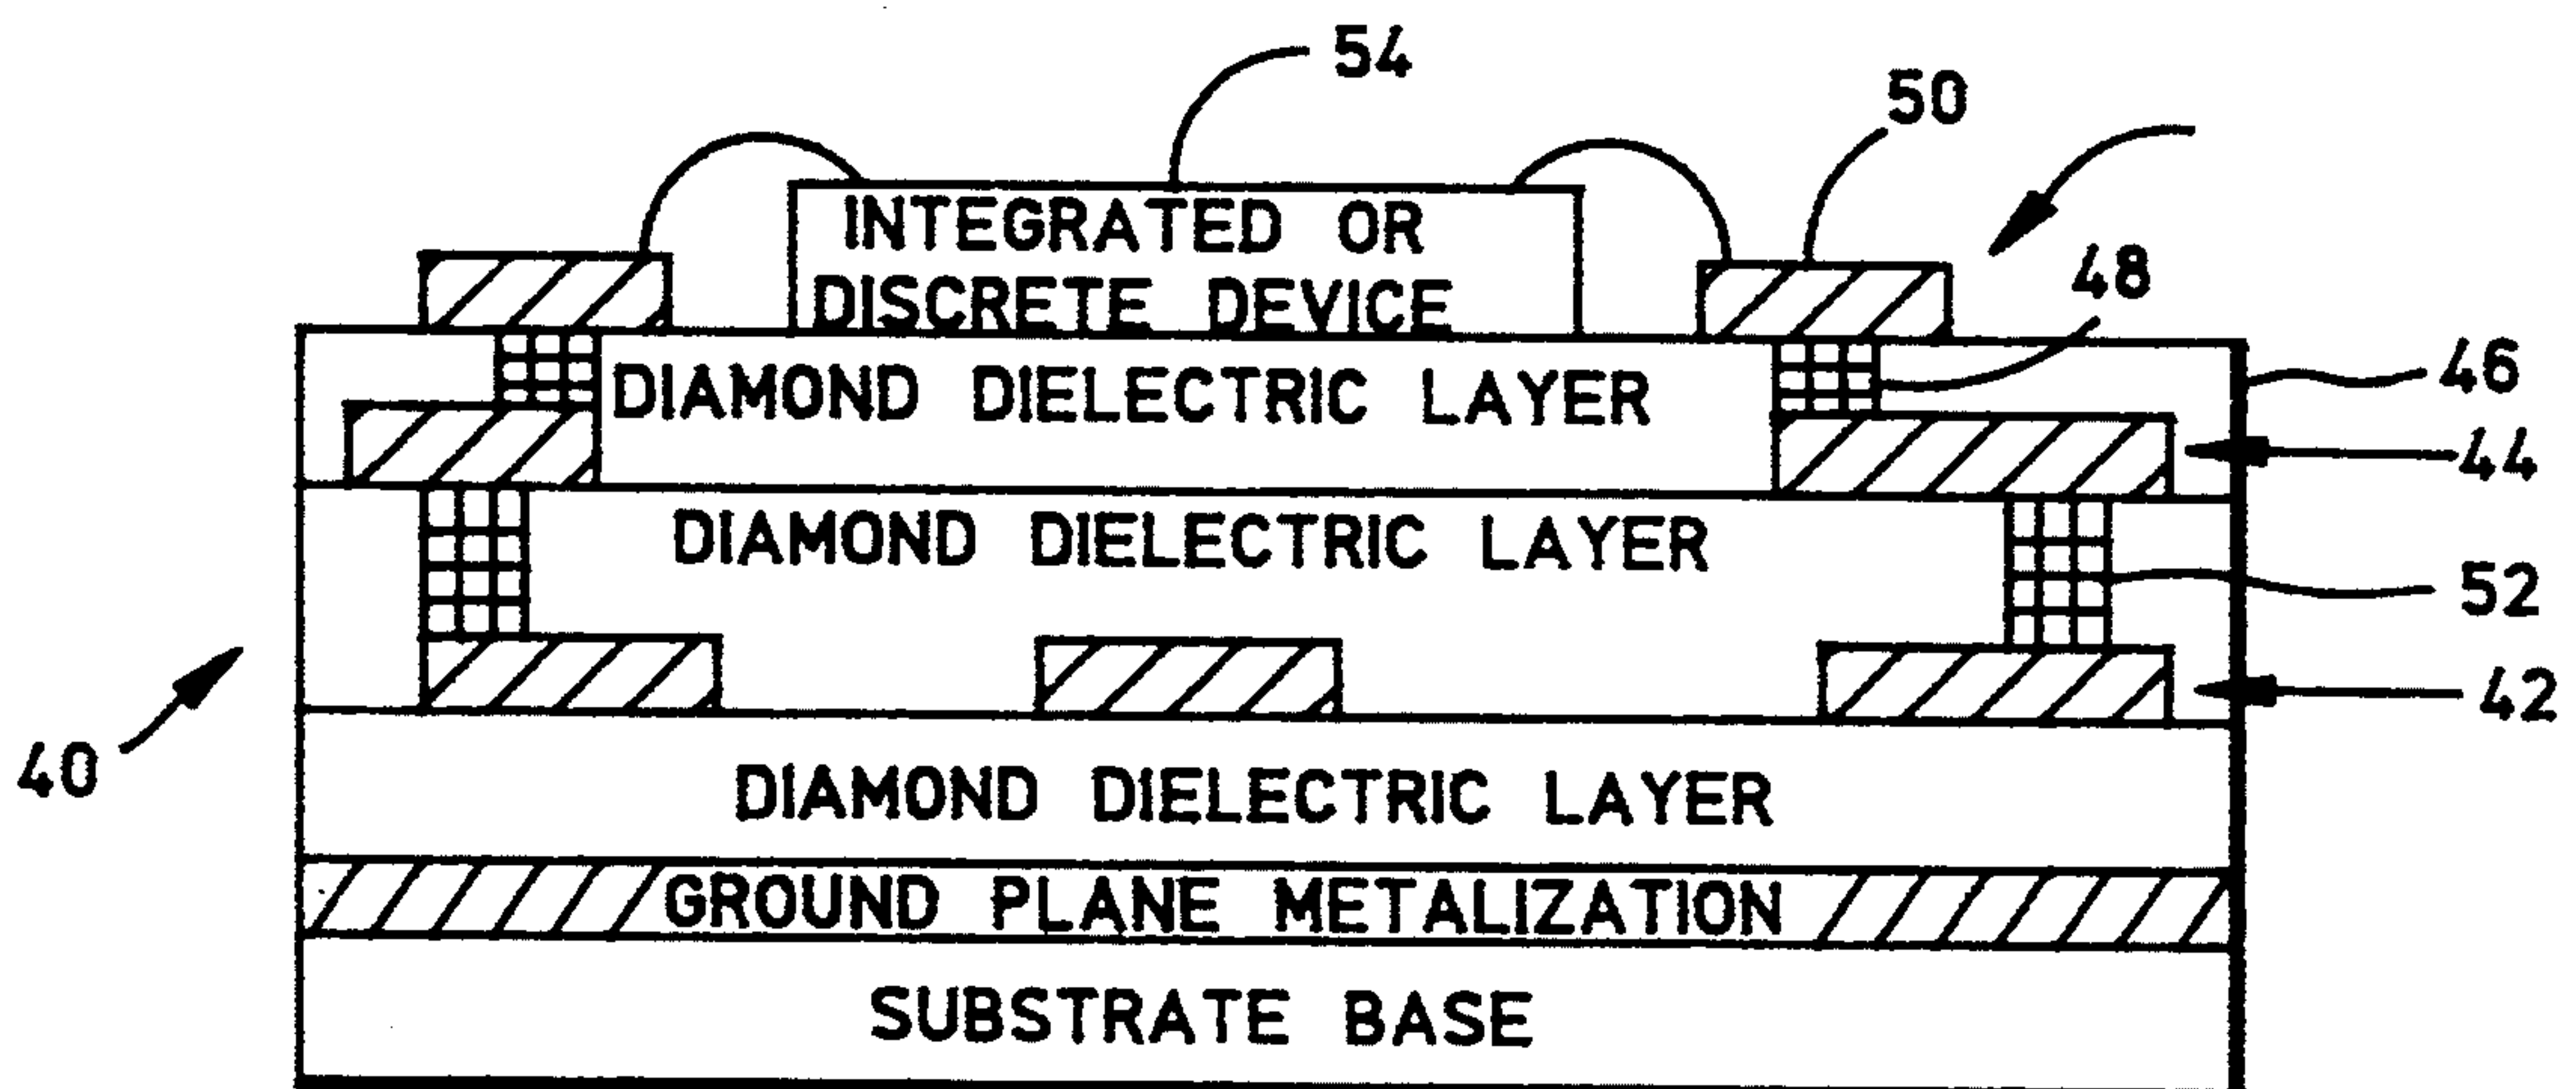 54
50
INTEGRATED OR
DISCRETE DEVICE
48
DIAMOND DIELECTRIC LAYER
46
44
DIAMOND DIELECTRIC LAYER
52
42
40
DIAMOND DIELECTRIC LAYER
GROUND PLANE METALIZATION
SUBSTRATE BASE